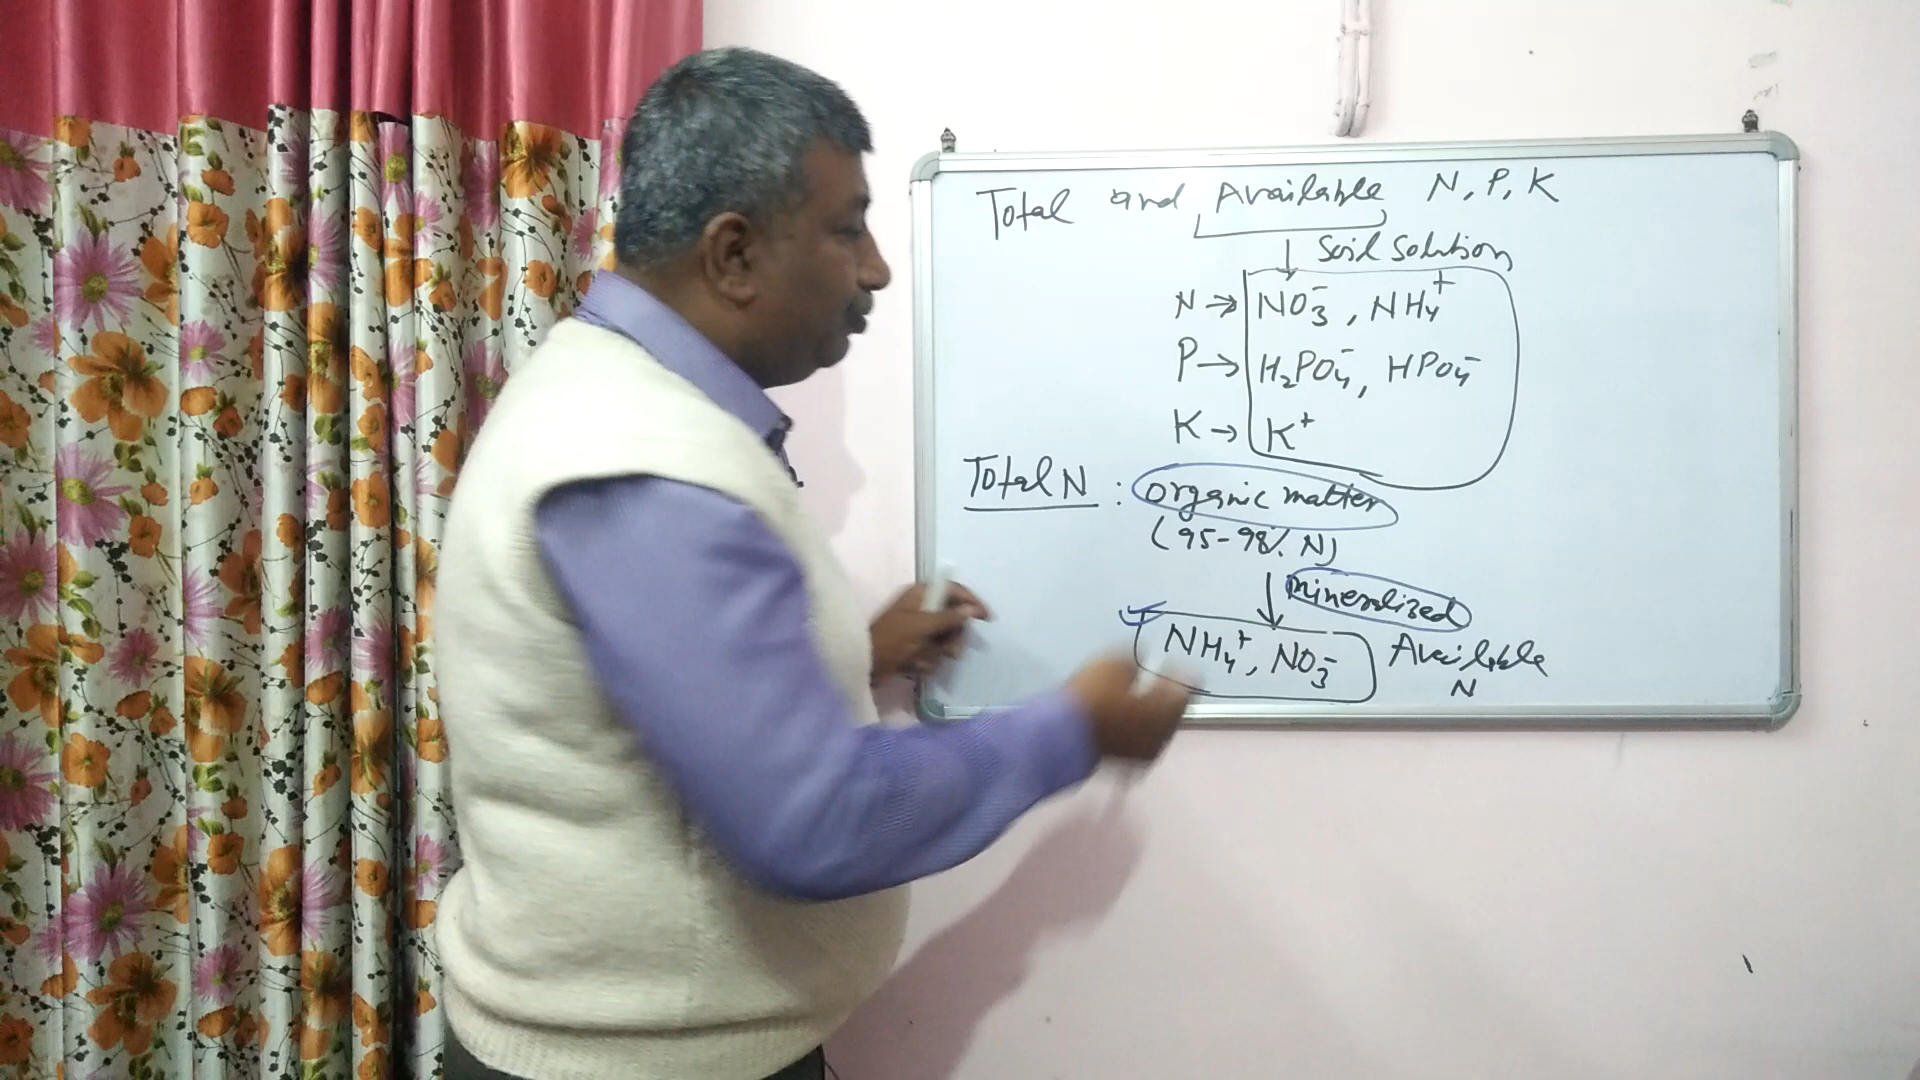 Total and Available N, P, K
↓ Soil Solution
N → NO₃⁻, NH₄⁺
P → H₂PO₄⁻, HPO₄⁻
K → K⁺
Total N : organic matter
(95-98% N)
↓ mineralized
NH₄⁺, NO₃⁻ Available
N